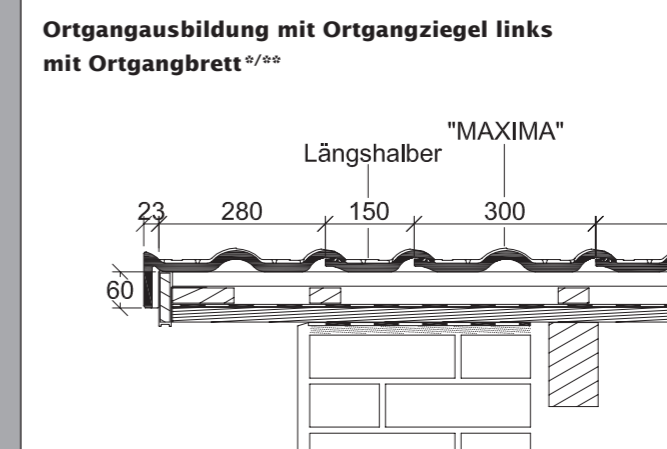 Ortgangausbildung mit Ortgangziegel links
mit Ortgangbrett*/**
"MAXIMA"
Längshalber
23 280 150 300
60